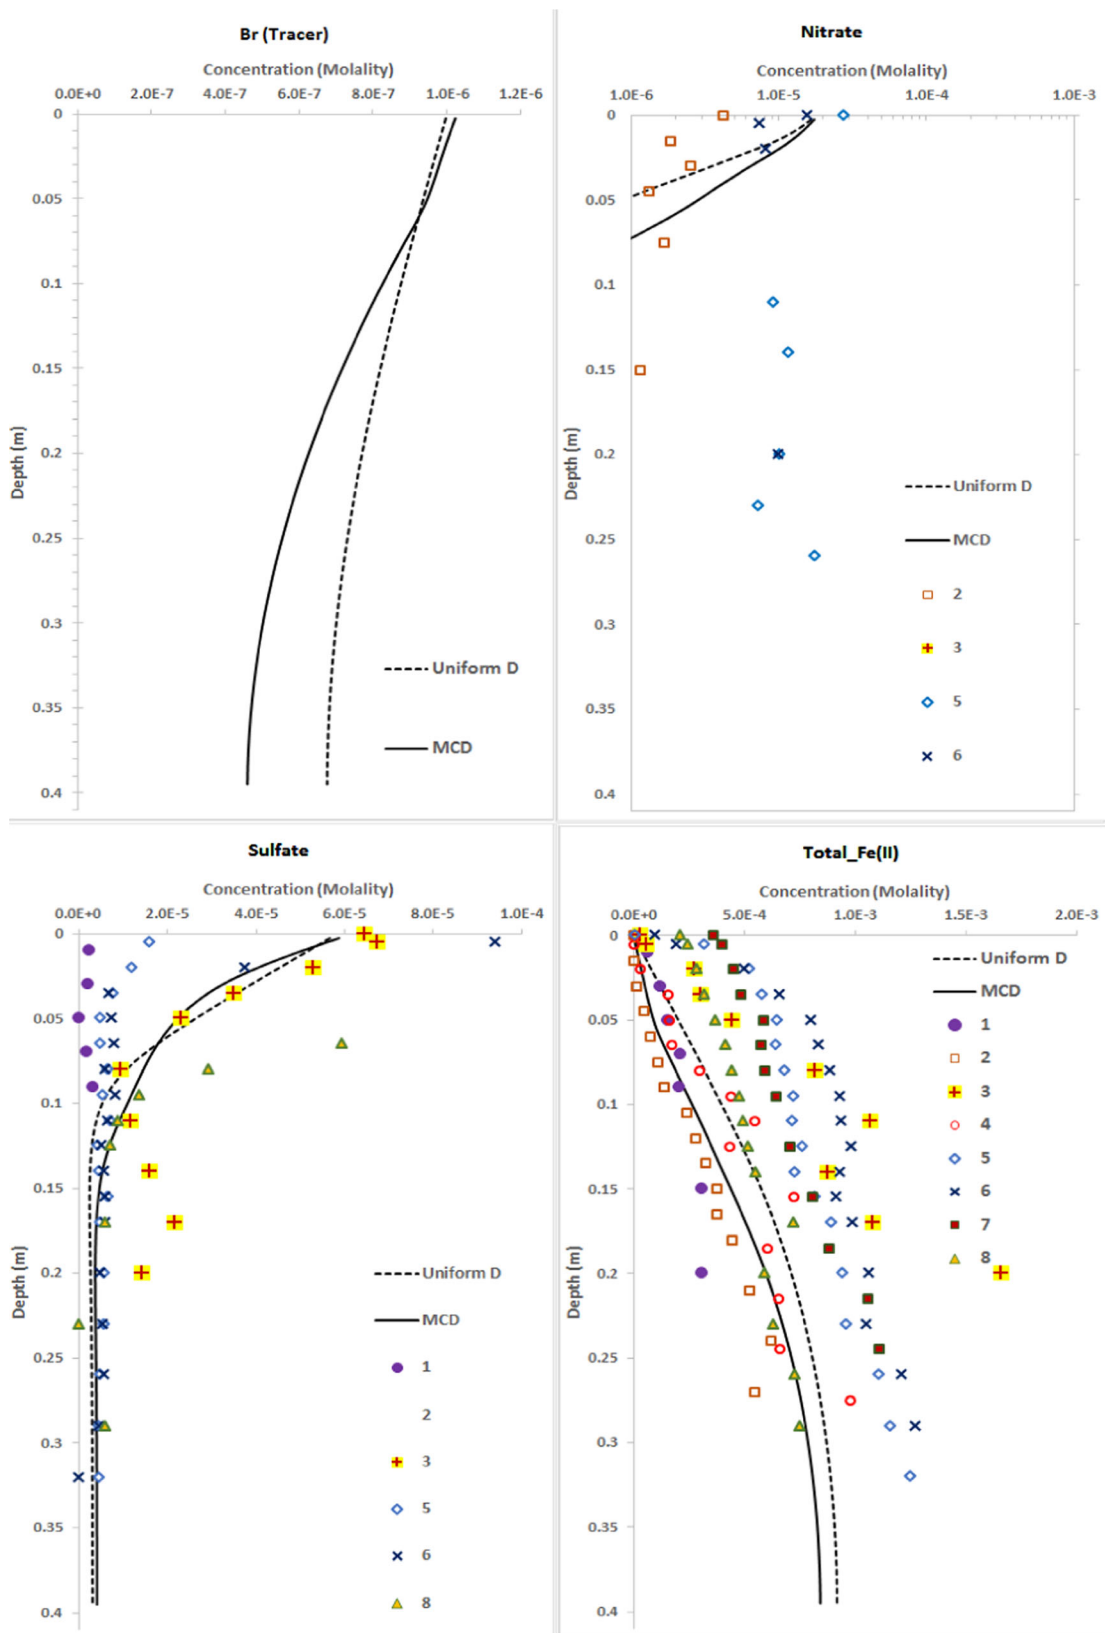 Br (Tracer)
Concentration (Molality)
0.0E+0 2.0E-7 4.0E-7 6.0E-7 8.0E-7 1.0E-6 1.2E-6
0
0.05
0.1
0.15
0.2
0.25
0.3
0.35
0.4
Depth (m)
Uniform D
MCD
Nitrate
Concentration (Molality)
1.0E-6 1.0E-5 1.0E-4 1.0E-3
0
0.05
0.1
0.15
0.2
0.25
0.3
0.35
0.4
Depth (m)
Uniform D
MCD
2
3
5
6
Sulfate
Concentration (Molality)
0.0E+0 2.0E-5 4.0E-5 6.0E-5 8.0E-5 1.0E-4
0
0.05
0.1
0.15
0.2
0.25
0.3
0.35
0.4
Depth (m)
Uniform D
MCD
1
2
3
5
6
8
Total_Fe(II)
Concentration (Molality)
0.0E+0 5.0E-4 1.0E-3 1.5E-3 2.0E-3
0
0.05
0.1
0.15
0.2
0.25
0.3
0.35
0.4
Depth (m)
Uniform D
MCD
1
2
3
4
5
6
7
8